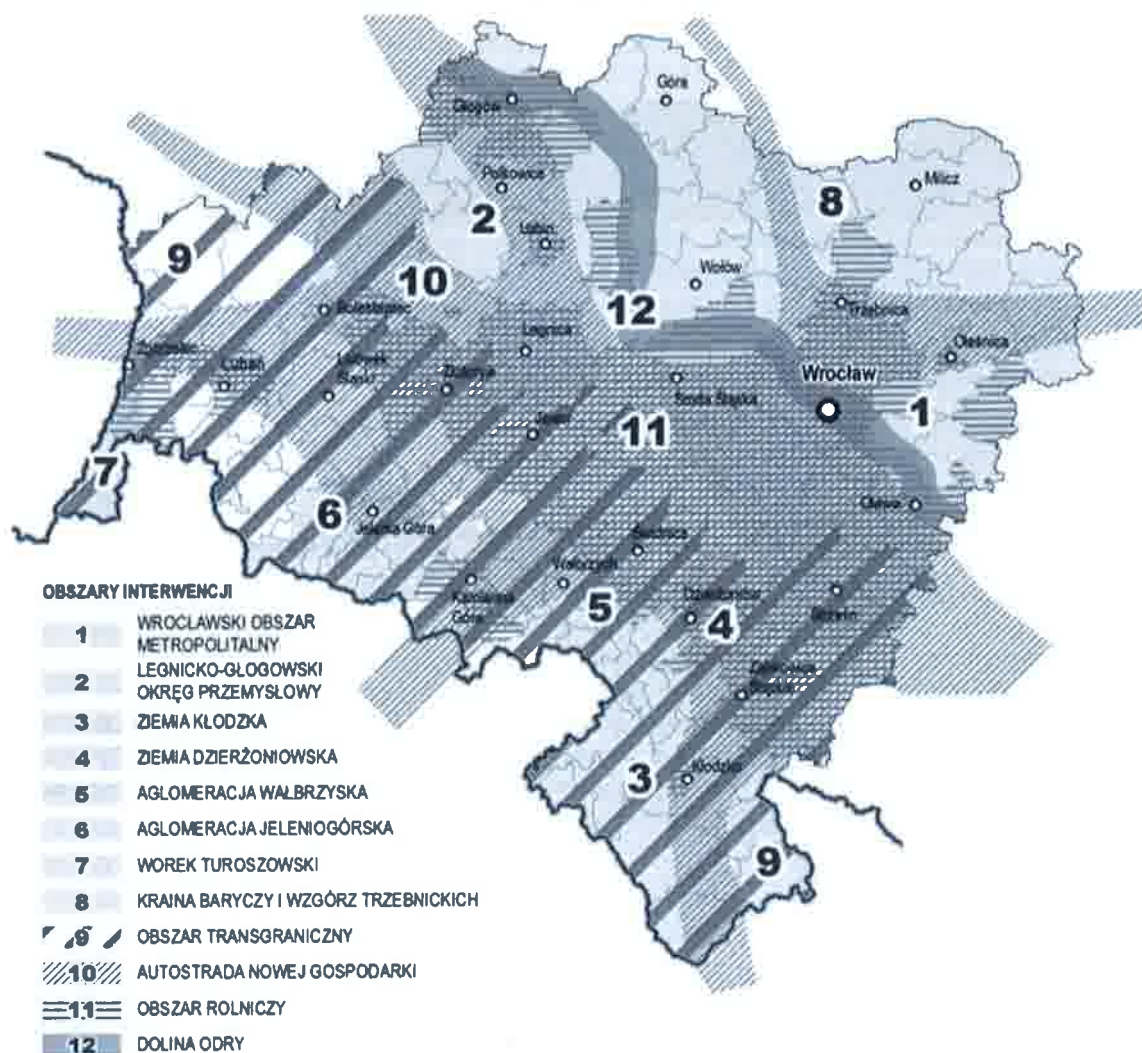 Góra
Głogów
Milicz
Polkowice
8
2
Lubin
9
Wołów
10
12
Bolesławiec
Trzebnica
Legnica
Oleśnica
Zgorzelec
Lubań
Lwówek
Śląski
Złotoryja
Środa Śląska
Wrocław
1
Jawor
11
7
6
Jelenia Góra
Oława
Świdnica
Wałbrzych
Kamienna
Góra
5
Dzierżoniów
4
Strzelin
Ząbkowice
Śląskie
3
Kłodzko
9
OBSZARY INTERWENCJI
1 WROCŁAWSKI OBSZAR
METROPOLITALNY
2 LEGNICKO-GŁOGOWSKI
OKRĘG PRZEMYSŁOWY
3 ZIEMIA KŁODZKA
4 ZIEMIA DZIERŻONIOWSKA
5 AGLOMERACJA WAŁBRZYSKA
6 AGLOMERACJA JELENIOGÓRSKA
7 WOREK TUROSZOWSKI
8 KRAINA BARYCZY I WZGÓRZ TRZEBNICKICH
9 OBSZAR TRANSGRANICZNY
10 AUTOSTRADA NOWEJ GOSPODARKI
11 OBSZAR ROLNICZY
12 DOLINA ODRY